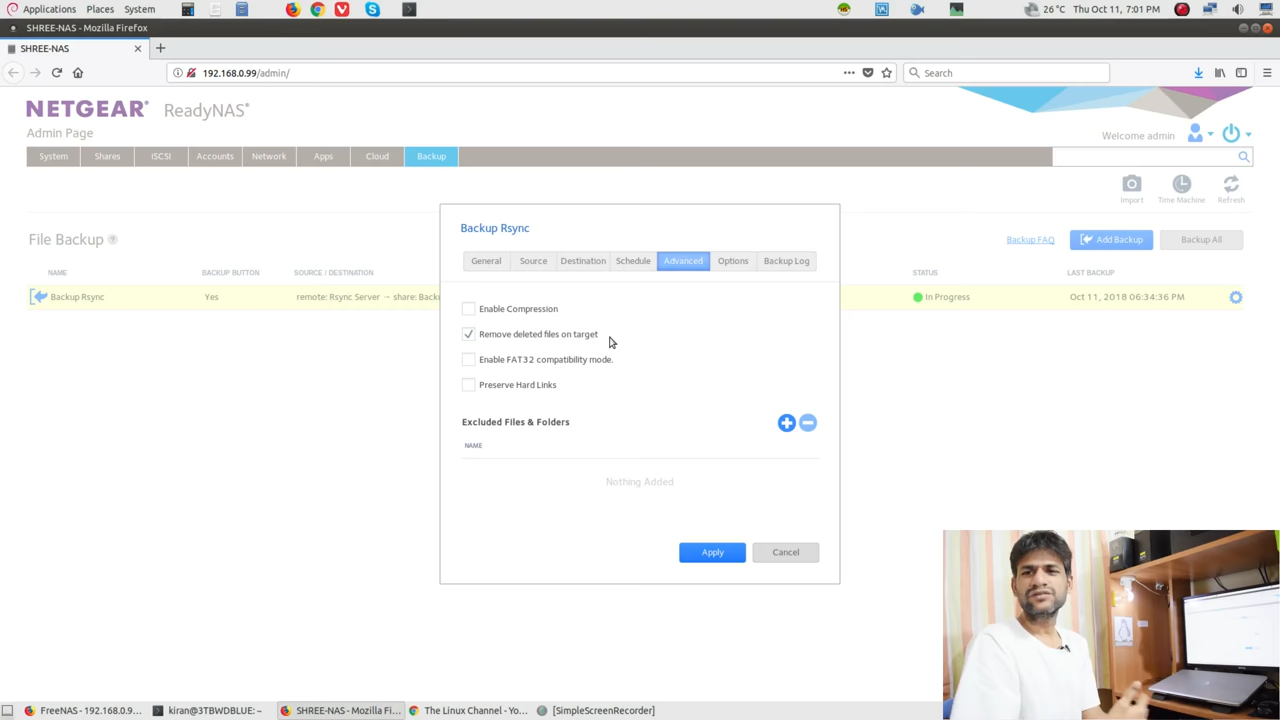 Applications Places System 26 °C Thu Oct 11, 7:01 PM
SHREE-NAS - Mozilla Firefox
SHREE-NAS
192.168.0.99/admin/ Search
NETGEAR® ReadyNAS®
Admin Page
Welcome admin
System Shares iSCSI Accounts Network Apps Cloud Backup
Import Time Machine Refresh
File Backup ? Backup FAQ Add Backup Backup All
NAME BACKUP BUTTON SOURCE / DESTINATION STATUS LAST BACKUP
Backup Rsync Yes remote: Rsync Server → share: Back In Progress Oct 11, 2018 06:34:36 PM
Backup Rsync
General Source Destination Schedule Advanced Options Backup Log
Enable Compression
Remove deleted files on target
Enable FAT32 compatibility mode.
Preserve Hard Links
Excluded Files & Folders
NAME
Nothing Added
Apply Cancel
FreeNAS - 192.168.0.9... kiran@3TBWDBLUE: ~ SHREE-NAS - Mozilla Fi... The Linux Channel - Yo... [SimpleScreenRecorder]